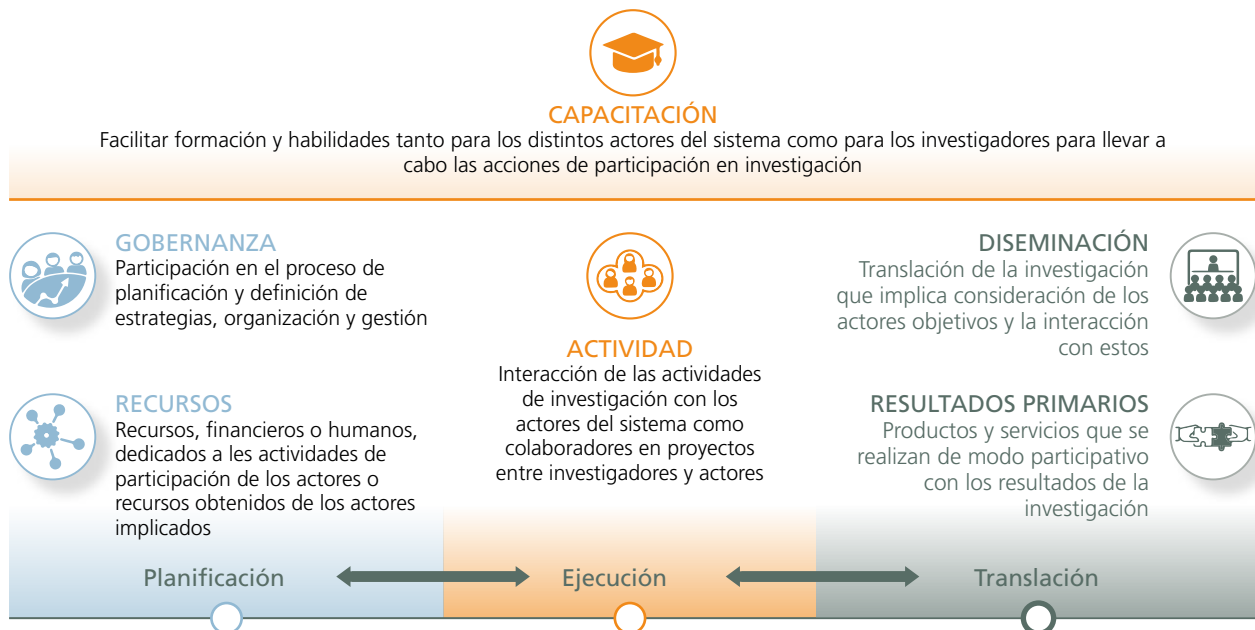 CAPACITACIÓN
Facilitar formación y habilidades tanto para los distintos actores del sistema como para los investigadores para llevar a
cabo las acciones de participación en investigación
GOBERNANZA
Participación en el proceso de
planificación y definición de
estrategias, organización y gestión
RECURSOS
Recursos, financieros o humanos,
dedicados a les actividades de
participación de los actores o
recursos obtenidos de los actores
implicados
ACTIVIDAD
Interacción de las actividades
de investigación con los
actores del sistema como
colaboradores en proyectos
entre investigadores y actores
DISEMINACIÓN
Translación de la investigación
que implica consideración de los
actores objetivos y la interacción
con estos
RESULTADOS PRIMARIOS
Productos y servicios que se
realizan de modo participativo
con los resultados de la
investigación
Planificación
Ejecución
Translación